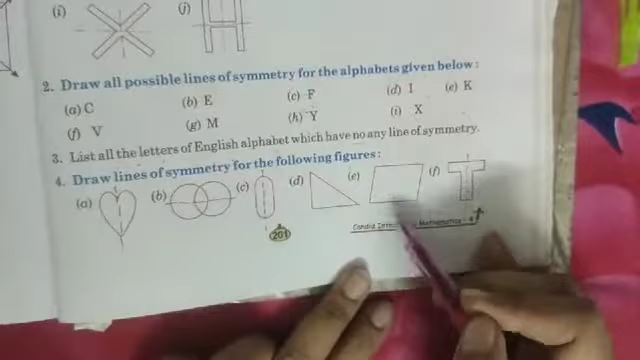 (i) (j)
2. Draw all possible lines of symmetry for the alphabets given below :
(a) C (b) E (c) F (d) I (e) K
(f) V (g) M (h) Y (i) X
3. List all the letters of English alphabet which have no any line of symmetry.
4. Draw lines of symmetry for the following figures :
(a) (b) (c) (d) (e) (f)
201
Candid Mathematics